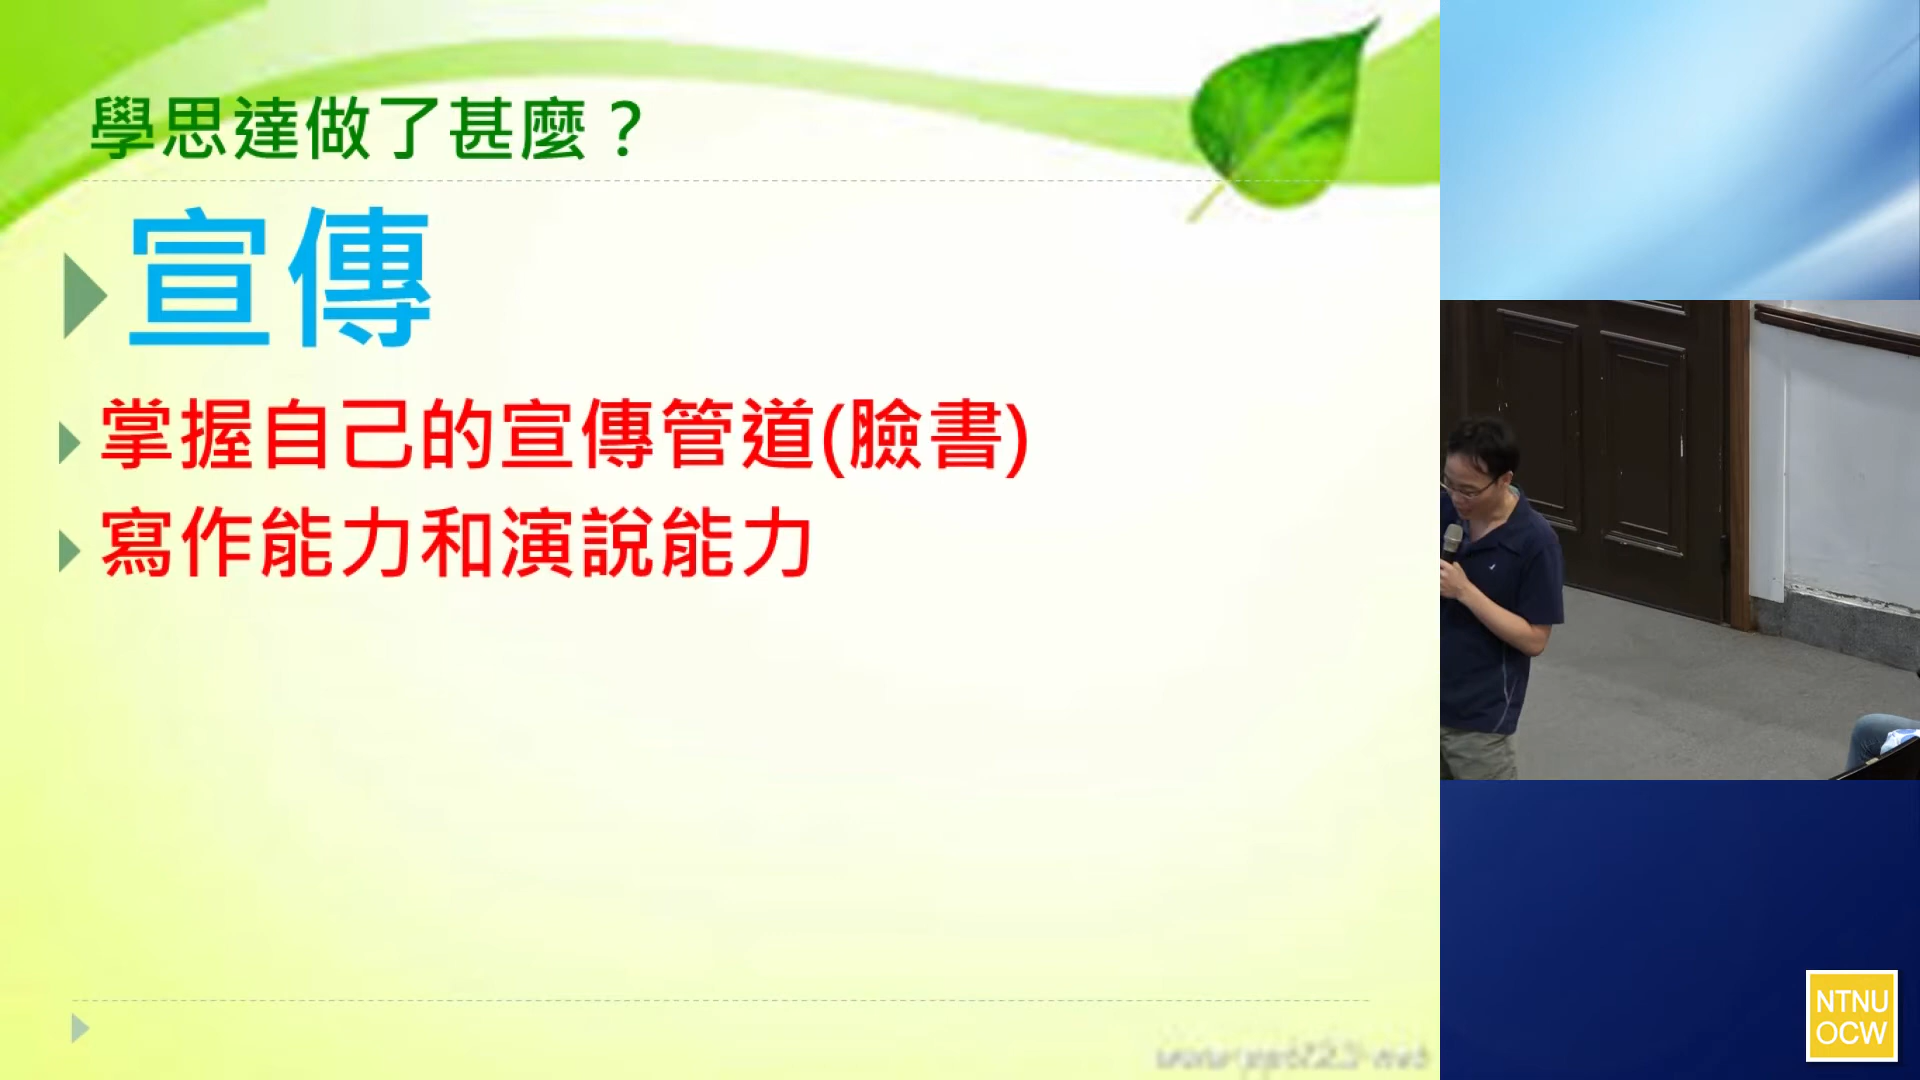 學思達做了甚麼？
宣傳
掌握自己的宣傳管道(臉書)
寫作能力和演說能力
NTNU
OCW